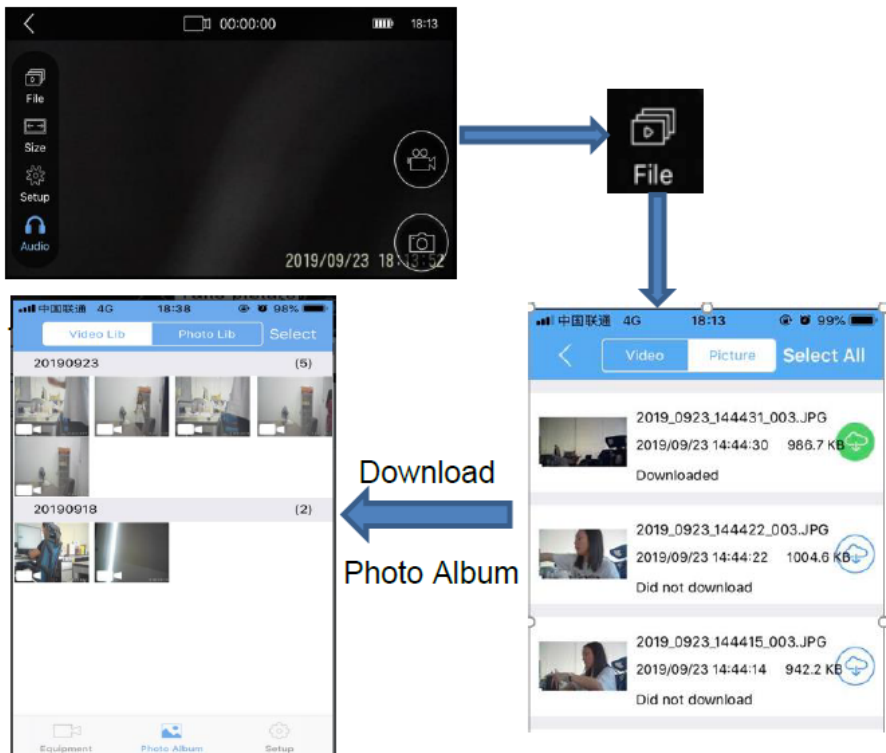 00:00:00 18:13
File
Size
Setup
Audio
2019/09/23 18:13:52
File
中国联通 4G 18:38 98%
Video Lib Photo Lib Select
20190923 (5)
20190918 (2)
Equipment Photo Album Setup
Download
Photo Album
中国联通 4G 18:13 99%
Video Picture Select All
2019_0923_144431_003.JPG
2019/09/23 14:44:30 986.7 KB
Downloaded
2019_0923_144422_003.JPG
2019/09/23 14:44:22 1004.6 KB
Did not download
2019_0923_144415_003.JPG
2019/09/23 14:44:14 942.2 KB
Did not download